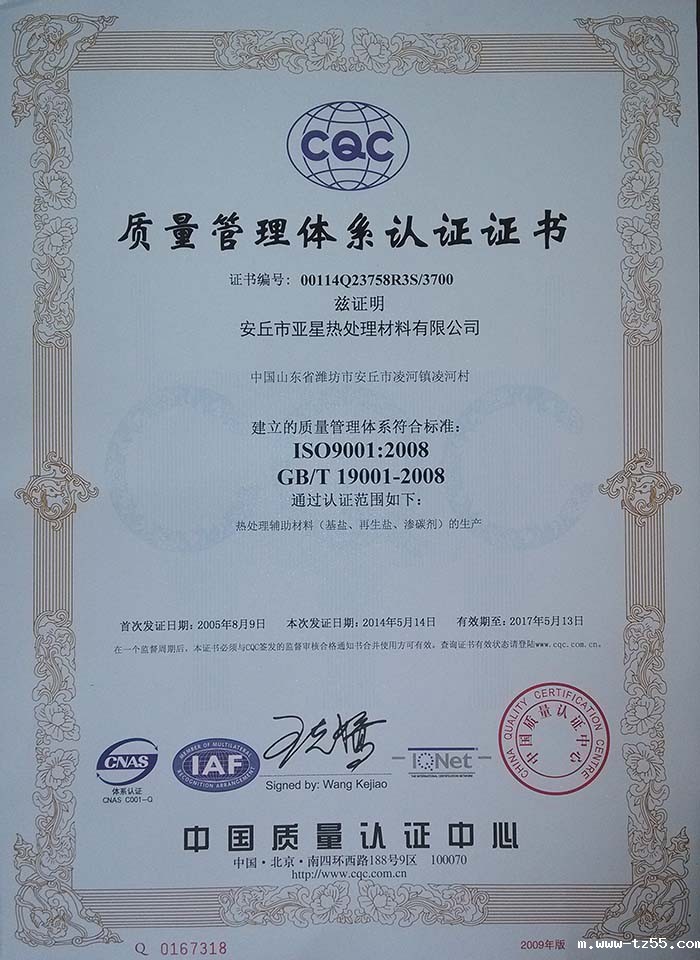 CQC
质量管理体系认证证书
证书编号: 00114Q23758R3S/3700
兹证明
安丘市亚星热处理材料有限公司
中国山东省潍坊市安丘市凌河镇凌河村
建立的质量管理体系符合标准:
ISO9001:2008
GB/T 19001-2008
通过认证范围如下:
热处理辅助材料（基盐、再生盐、渗碳剂）的生产
首次发证日期: 2005年8月9日 本次发证日期: 2014年5月14日 有效期至: 2017年5月13日
在一个监督周期后，本证书必须与CQC签发的监督审核合格通知书合并使用方可有效。查询证书有效状态请登陆www.cqc.com.cn。
CNAS
体系认证
CNAS C001-Q
MEMBER OF MULTILATERAL
IAF
RECOGNITION ARRANGEMENT
Signed by: Wang Kejiao
IQNet
THE INTERNATIONAL CERTIFICATION NETWORK
CHINA QUALITY CERTIFICATION CENTRE
中国质量认证中心
中国质量认证中心
中国·北京·南四环西路188号9区 100070
http://www.cqc.com.cn
Q 0167318
2009年版
m.www-tz55.com